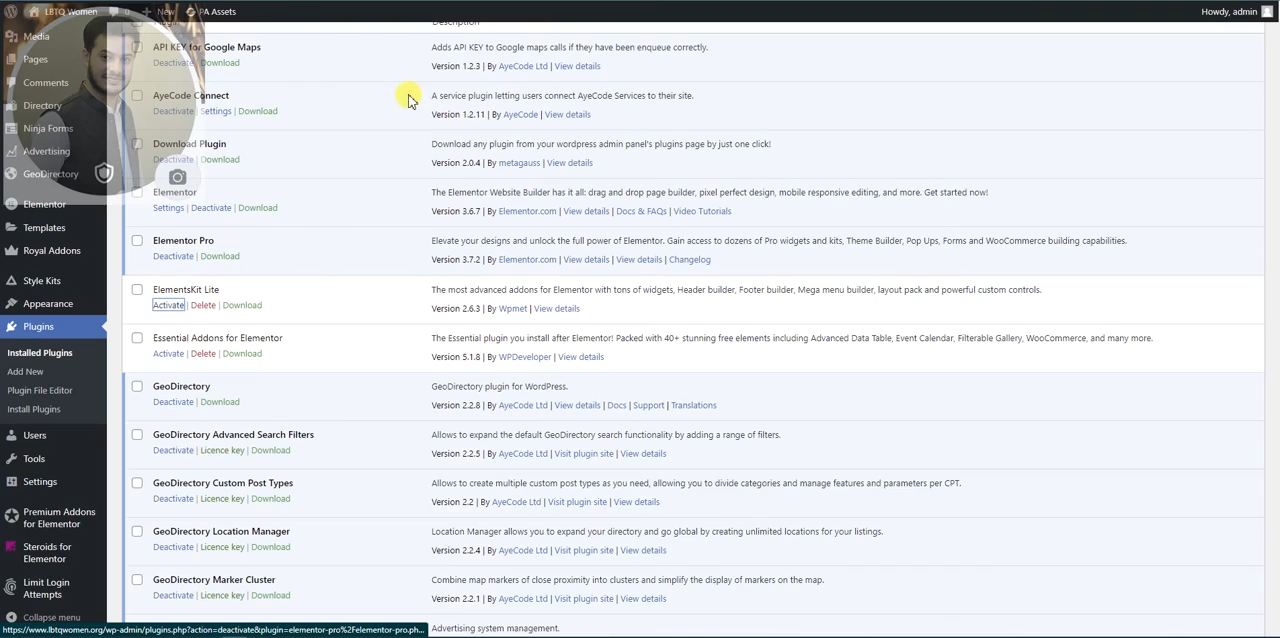 LBTQ Women 0 New PA Assets Howdy, admin
Description
Media
Pages
Comments
Directory
Ninja Forms
Advertising
GeoDirectory
Elementor
Templates
Royal Addons
Style Kits
Appearance
Plugins
Installed Plugins
Add New
Plugin File Editor
Install Plugins
Users
Tools
Settings
Premium Addons
for Elementor
Steroids for
Elementor
Limit Login
Attempts
Collapse menu
API KEY for Google Maps Adds API KEY to Google maps calls if they have been enqueue correctly.
Deactivate | Download Version 1.2.3 | By AyeCode Ltd | View details
AyeCode Connect A service plugin letting users connect AyeCode Services to their site.
Deactivate | Settings | Download Version 1.2.11 | By AyeCode | View details
Download Plugin Download any plugin from your wordpress admin panel's plugins page by just one click!
Deactivate | Download Version 2.0.4 | By metagauss | View details
Elementor The Elementor Website Builder has it all: drag and drop page builder, pixel perfect design, mobile responsive editing, and more. Get started now!
Settings | Deactivate | Download Version 3.6.7 | By Elementor.com | View details | Docs & FAQs | Video Tutorials
Elementor Pro Elevate your designs and unlock the full power of Elementor. Gain access to dozens of Pro widgets and kits, Theme Builder, Pop Ups, Forms and WooCommerce building capabilities.
Deactivate | Download Version 3.7.2 | By Elementor.com | View details | View details | Changelog
ElementsKit Lite The most advanced addons for Elementor with tons of widgets, Header builder, Footer builder, Mega menu builder, layout pack and powerful custom controls.
Activate | Delete | Download Version 2.6.3 | By Wpmet | View details
Essential Addons for Elementor The Essential plugin you install after Elementor! Packed with 40+ stunning free elements including Advanced Data Table, Event Calendar, Filterable Gallery, WooCommerce, and many more.
Activate | Delete | Download Version 5.1.8 | By WPDeveloper | View details
GeoDirectory GeoDirectory plugin for WordPress.
Deactivate | Download Version 2.2.8 | By AyeCode Ltd | View details | Docs | Support | Translations
GeoDirectory Advanced Search Filters Allows to expand the default GeoDirectory search functionality by adding a range of filters.
Deactivate | Licence key | Download Version 2.2.5 | By AyeCode Ltd | Visit plugin site | View details
GeoDirectory Custom Post Types Allows to create multiple custom post types as you need, allowing you to divide categories and manage features and parameters per CPT.
Deactivate | Licence key | Download Version 2.2 | By AyeCode Ltd | Visit plugin site | View details
GeoDirectory Location Manager Location Manager allows you to expand your directory and go global by creating unlimited locations for your listings.
Deactivate | Licence key | Download Version 2.2.4 | By AyeCode Ltd | Visit plugin site | View details
GeoDirectory Marker Cluster Combine map markers of close proximity into clusters and simplify the display of markers on the map.
Deactivate | Licence key | Download Version 2.2.1 | By AyeCode Ltd | Visit plugin site | View details
Advertising system management.
https://www.lbtqwomen.org/wp-admin/plugins.php?action=deactivate&plugin=elementor-pro%2Felementor-pro.ph...